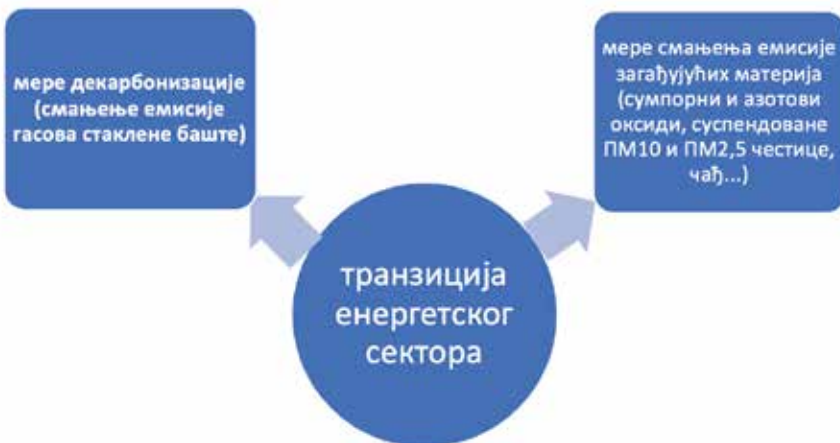 мере декарбонизације
(смањење емисије
гасова стаклене баште)
мере смањења емисије
загађујућих материја
(сумпорни и азотови
оксиди, суспендоване
ПМ10 и ПМ2,5 честице,
чађ...)
транзиција
енергетског
сектора